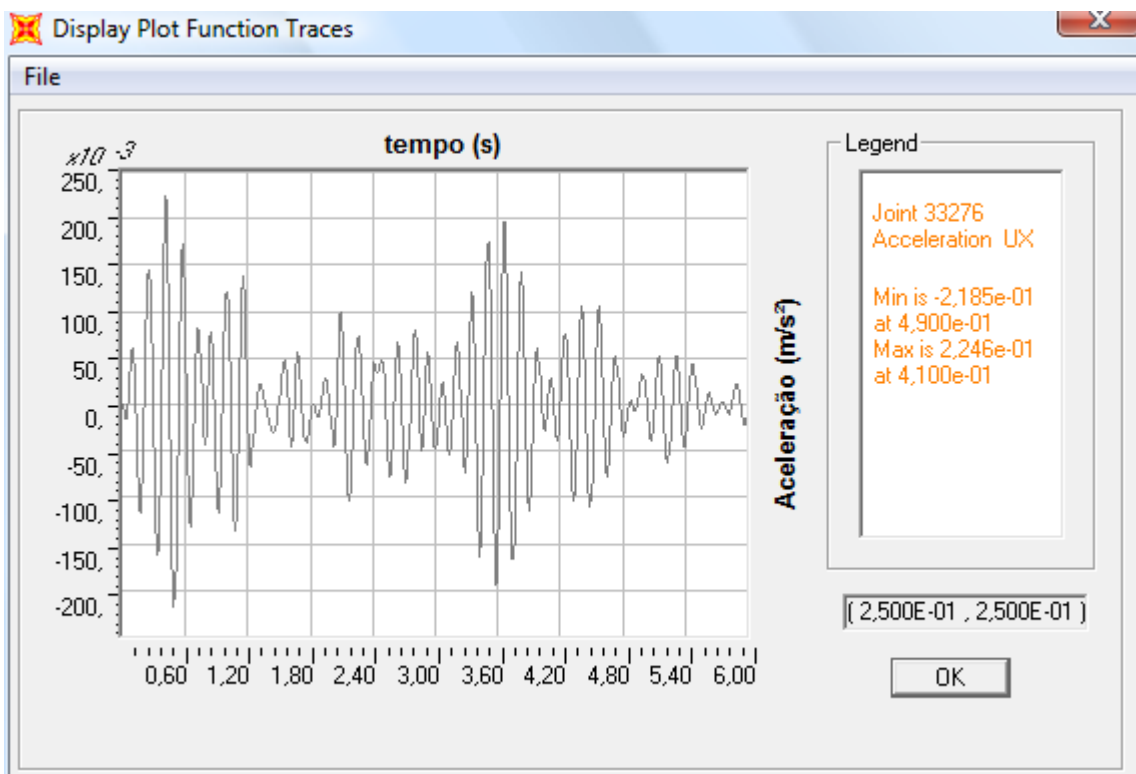 Display Plot Function Traces
X
File
tempo (s)
x10 -3
250,
200,
150,
100,
50,
0,
-50,
-100,
-150,
-200,
0,60 1,20 1,80 2,40 3,00 3,60 4,20 4,80 5,40 6,00
Aceleração (m/s²)
Legend
Joint 33276
Acceleration UX
Min is -2,185e-01
at 4,900e-01
Max is 2,246e-01
at 4,100e-01
( 2,500E-01 , 2,500E-01 )
OK